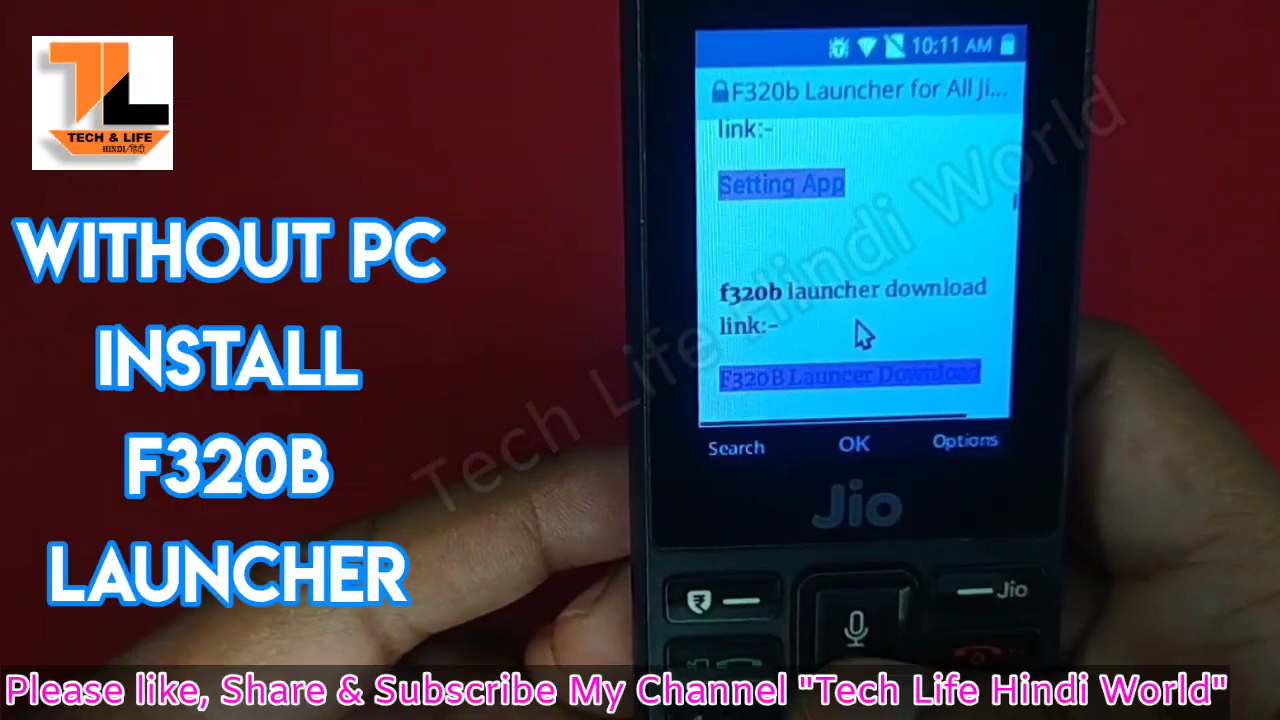 TL
TECH & LIFE
HINDI/हिंदी
WITHOUT PC
INSTALL
F320B
LAUNCHER
10:11 AM
F320b Launcher for All Ji...
link:-
Setting App
f320b launcher download
link:-
F320B Launcer Download
Search OK Options
Jio
Jio
Tech Life Hindi World
Please like, Share & Subscribe My Channel "Tech Life Hindi World"